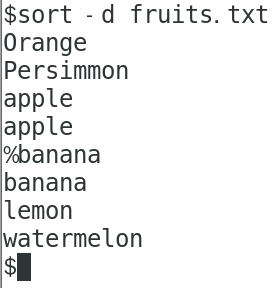 $sort -d fruits.txt
Orange
Persimmon
apple
apple
%banana
banana
lemon
watermelon
$